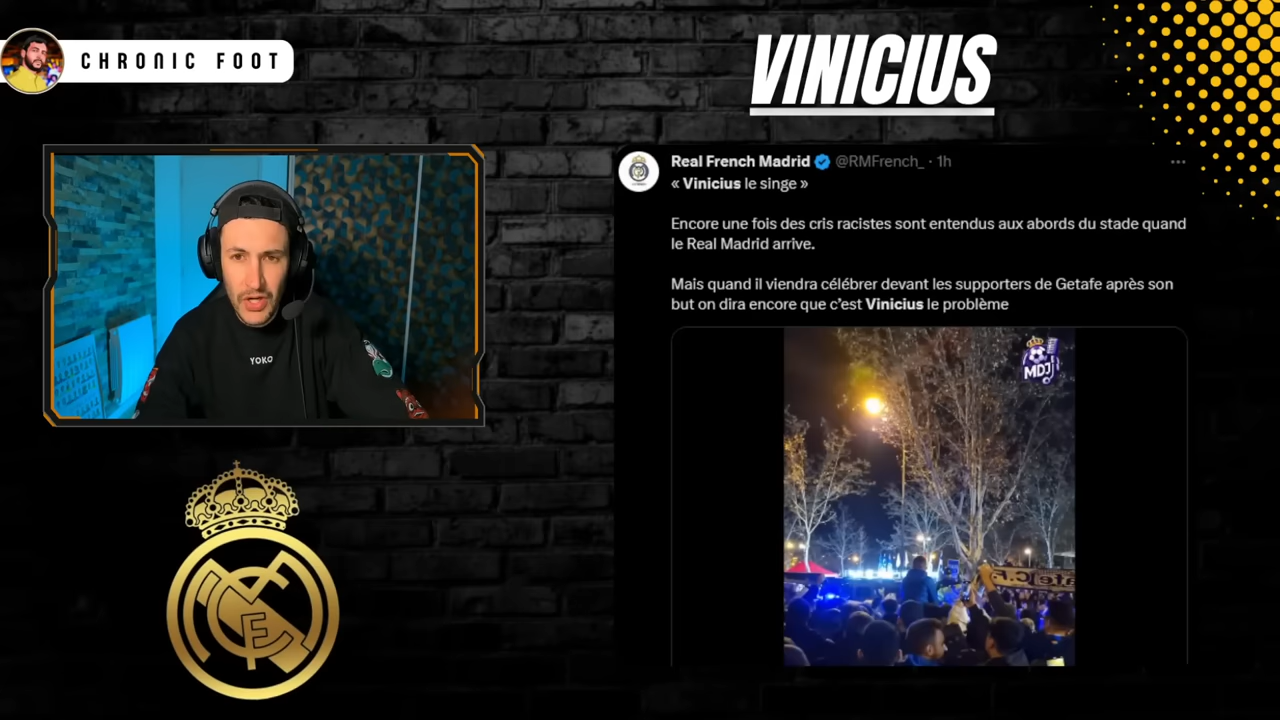 CHRONIC FOOT
VINICIUS
Real French Madrid @RMFrench_ · 1h
« Vinicius le singe »
Encore une fois des cris racistes sont entendus aux abords du stade quand
le Real Madrid arrive.
Mais quand il viendra célébrer devant les supporters de Getafe après son
but on dira encore que c'est Vinicius le problème
MDJ
YOKO